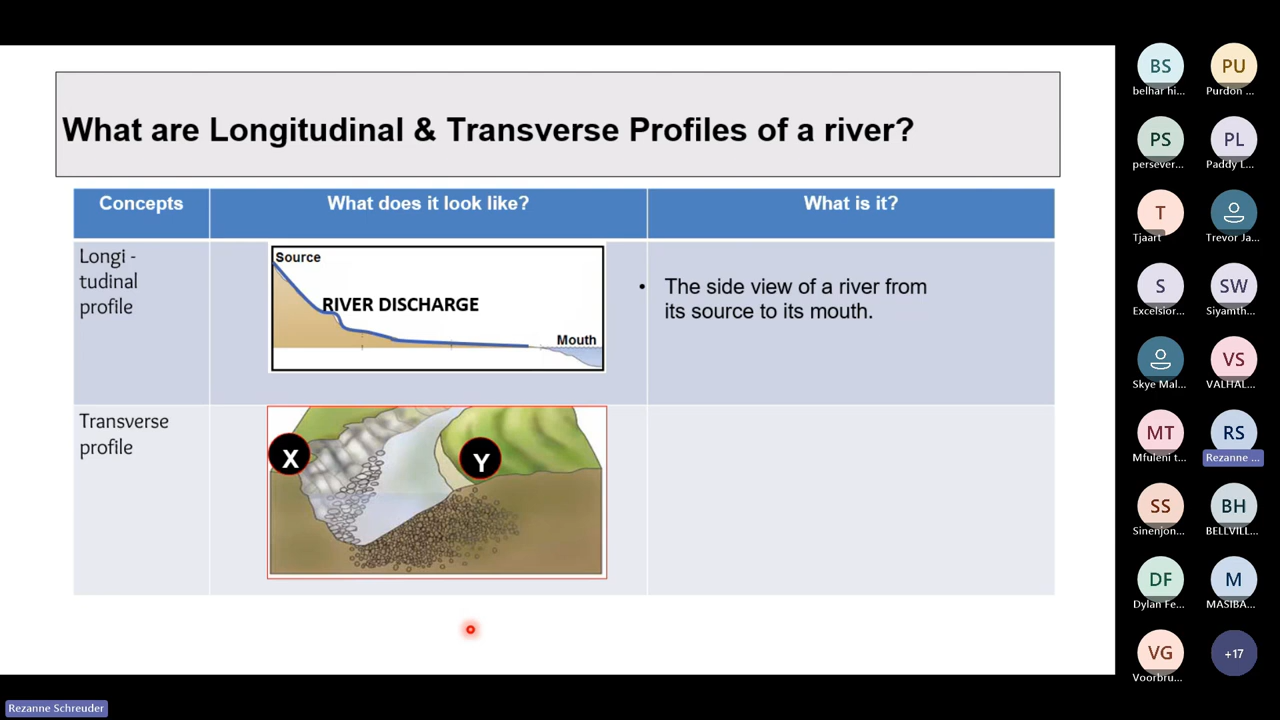 What are Longitudinal & Transverse Profiles of a river?
Concepts
What does it look like?
What is it?
Longi -
tudinal
profile
Source
RIVER DISCHARGE
Mouth
• The side view of a river from
its source to its mouth.
Transverse
profile
X
Y
BS
belhar hi...
PU
Purdon ...
PS
persever...
PL
Paddy L...
T
Tjaart
Trevor Ja...
S
Excelsior...
SW
Siyamth...
Skye Mal...
VS
VALHAL...
MT
Mfuleni t...
RS
Rezanne ...
SS
Sinenjon...
BH
BELLVILL...
DF
Dylan Fe...
M
MASIBA...
VG
Voorbru...
+17
Rezanne Schreuder